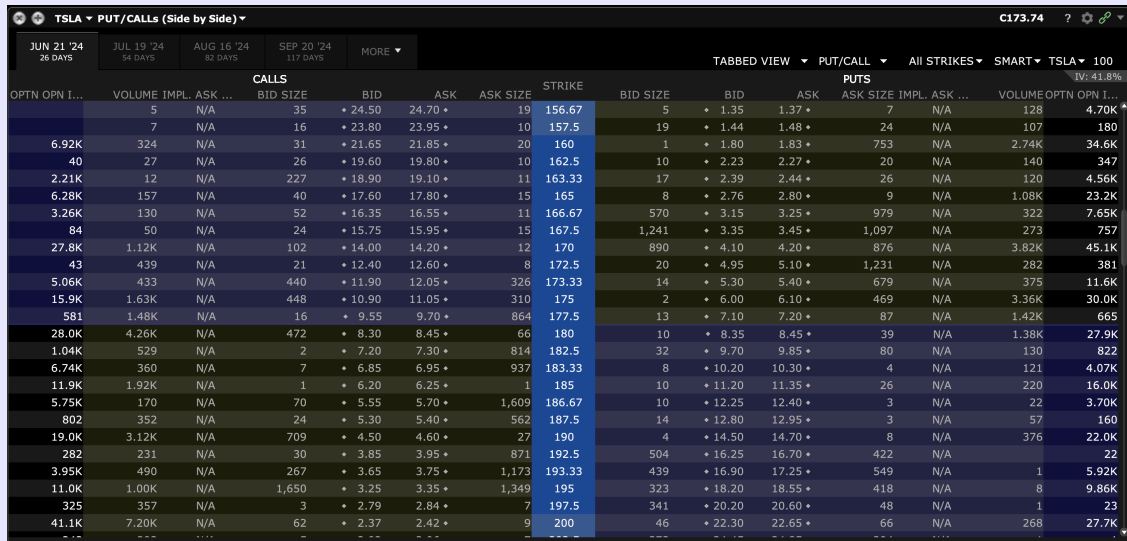 TSLA PUT/CALLs (Side by Side) C173.74 ?
JUN 21 '24 JUL 19 '24 AUG 16 '24 SEP 20 '24 MORE
26 DAYS 54 DAYS 82 DAYS 117 DAYS
TABBED VIEW PUT/CALL All STRIKES SMART TSLA 100
CALLS STRIKE PUTS IV: 41.8%
OPTN OPN I... VOLUME IMPL. ASK ... BID SIZE BID ASK ASK SIZE BID SIZE BID ASK ASK SIZE IMPL. ASK ... VOLUME OPTN OPN I...
5 N/A 35 24.50 24.70 19 156.67 5 1.35 1.37 7 N/A 128 4.70K
7 N/A 16 23.80 23.95 10 157.5 19 1.44 1.48 24 N/A 107 180
6.92K 324 N/A 31 21.65 21.85 20 160 1 1.80 1.83 753 N/A 2.74K 34.6K
40 27 N/A 26 19.60 19.80 10 162.5 10 2.23 2.27 20 N/A 140 347
2.21K 12 N/A 227 18.90 19.10 11 163.33 17 2.39 2.44 26 N/A 120 4.56K
6.28K 157 N/A 40 17.60 17.80 15 165 8 2.76 2.80 9 N/A 1.08K 23.2K
3.26K 130 N/A 52 16.35 16.55 11 166.67 570 3.15 3.25 979 N/A 322 7.65K
84 50 N/A 24 15.75 15.95 15 167.5 1,241 3.35 3.45 1,097 N/A 273 757
27.8K 1.12K N/A 102 14.00 14.20 12 170 890 4.10 4.20 876 N/A 3.82K 45.1K
43 439 N/A 21 12.40 12.60 8 172.5 20 4.95 5.10 1,231 N/A 282 381
5.06K 433 N/A 440 11.90 12.05 326 173.33 14 5.30 5.40 679 N/A 375 11.6K
15.9K 1.63K N/A 448 10.90 11.05 310 175 2 6.00 6.10 469 N/A 3.36K 30.0K
581 1.48K N/A 16 9.55 9.70 864 177.5 13 7.10 7.20 87 N/A 1.42K 665
28.0K 4.26K N/A 472 8.30 8.45 66 180 10 8.35 8.45 39 N/A 1.38K 27.9K
1.04K 529 N/A 2 7.20 7.30 814 182.5 32 9.70 9.85 80 N/A 130 822
6.74K 360 N/A 7 6.85 6.95 937 183.33 8 10.20 10.30 4 N/A 121 4.07K
11.9K 1.92K N/A 1 6.20 6.25 1 185 10 11.20 11.35 26 N/A 220 16.0K
5.75K 170 N/A 70 5.55 5.70 1,609 186.67 10 12.25 12.40 3 N/A 22 3.70K
802 352 N/A 24 5.30 5.40 562 187.5 14 12.80 12.95 3 N/A 57 160
19.0K 3.12K N/A 709 4.50 4.60 27 190 4 14.50 14.70 8 N/A 376 22.0K
282 231 N/A 30 3.85 3.95 871 192.5 504 16.25 16.70 422 N/A 22
3.95K 490 N/A 267 3.65 3.75 1,173 193.33 439 16.90 17.25 549 N/A 1 5.92K
11.0K 1.00K N/A 1,650 3.25 3.35 1,349 195 323 18.20 18.55 418 N/A 8 9.86K
325 357 N/A 3 2.79 2.84 7 197.5 341 20.20 20.60 48 N/A 1 23
41.1K 7.20K N/A 62 2.37 2.42 9 200 46 22.30 22.65 66 N/A 268 27.7K